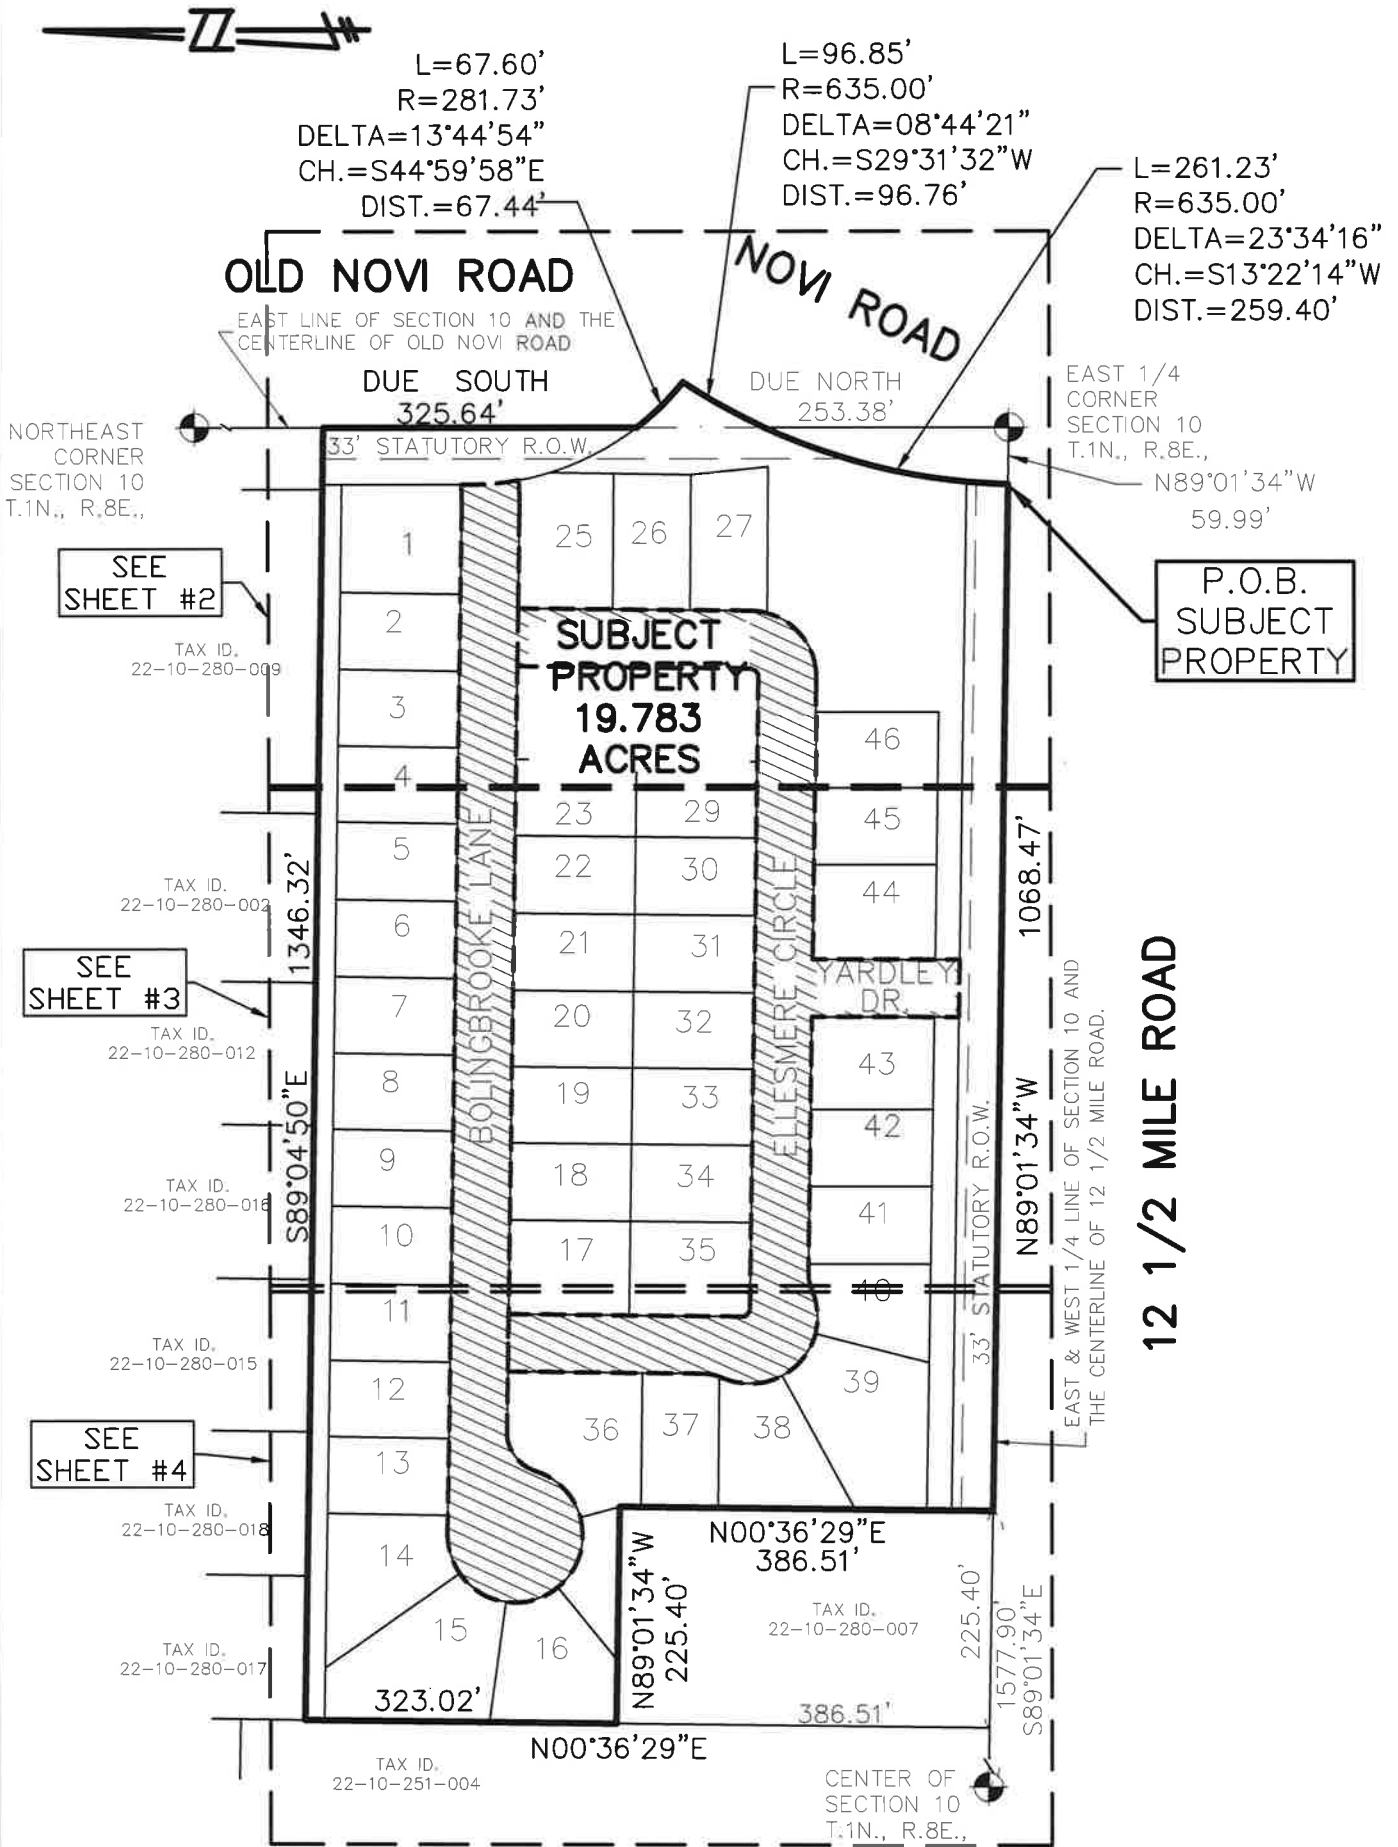 L=67.60'
R=281.73'
DELTA=13°44'54"
CH.=S44°59'58"E
DIST.=67.44'
L=96.85'
R=635.00'
DELTA=08°44'21"
CH.=S29°31'32"W
DIST.=96.76'
L=261.23'
R=635.00'
DELTA=23°34'16"
CH.=S13°22'14"W
DIST.=259.40'
OLD NOVI ROAD
NOVI ROAD
EAST LINE OF SECTION 10 AND THE
CENTERLINE OF OLD NOVI ROAD
DUE SOUTH
325.64'
DUE NORTH
253.38'
EAST 1/4
CORNER
SECTION 10
T.1N., R.8E.,
NORTHEAST
CORNER
SECTION 10
T.1N., R.8E.,
33' STATUTORY R.O.W.
N89°01'34"W
59.99'
SEE
SHEET #2
P.O.B.
SUBJECT
PROPERTY
1
25
26
27
2
SUBJECT
PROPERTY
19.783
ACRES
TAX ID.
22-10-280-009
3
46
4
23
29
45
5
22
30
44
TAX ID.
22-10-280-002
1346.32'
1068.47'
BOLINGBROOKE LANE
ELLESMERE CIRCLE
6
21
31
YARDLEY
DR.
SEE
SHEET #3
7
20
32
TAX ID.
22-10-280-012
8
19
33
43
S89°04'50"E
N89°01'34"W
12 1/2 MILE ROAD
EAST & WEST 1/4 LINE OF SECTION 10 AND
THE CENTERLINE OF 12 1/2 MILE ROAD.
33' STATUTORY R.O.W.
9
18
34
42
TAX ID.
22-10-280-016
10
17
35
41
11
40
TAX ID.
22-10-280-015
12
39
SEE
SHEET #4
13
36
37
38
TAX ID.
22-10-280-018
14
N00°36'29"E
386.51'
N89°01'34"W
225.40'
225.40'
1577.90'
S89°01'34"E
TAX ID.
22-10-280-007
15
16
TAX ID.
22-10-280-017
323.02'
386.51'
N00°36'29"E
TAX ID.
22-10-251-004
CENTER OF
SECTION 10
T.1N., R.8E.,